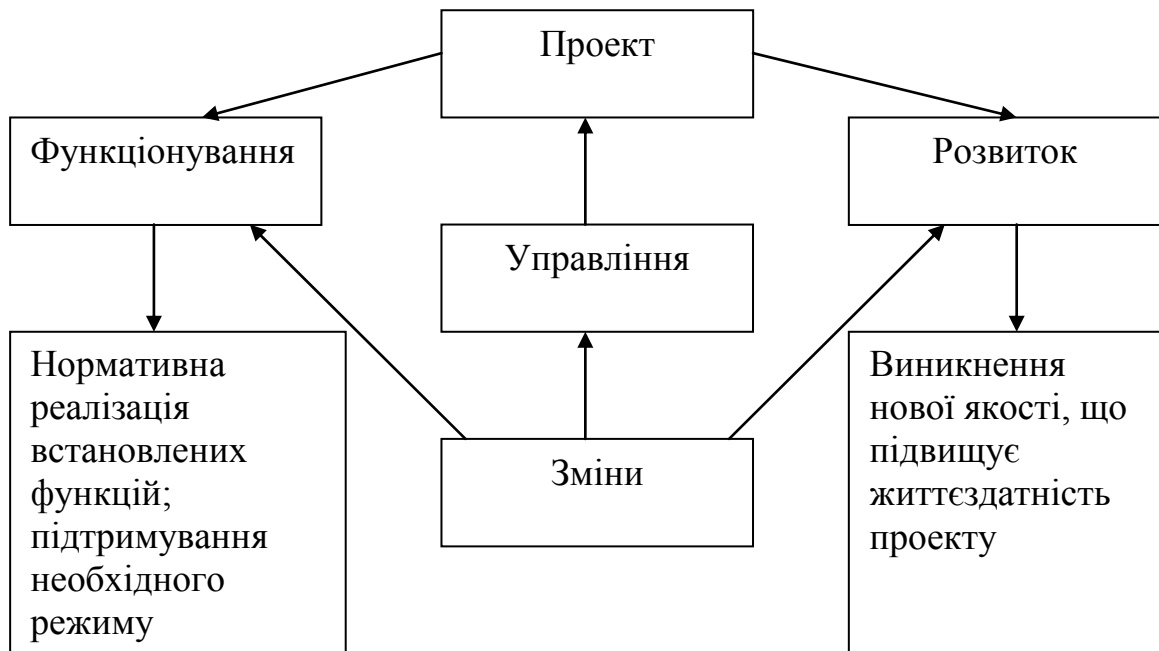 Проект
Функціонування
Розвиток
Управління
Нормативна
реалізація
встановлених
функцій;
підтримування
необхідного
режиму
Зміни
Виникнення
нової якості, що
підвищує
життєздатність
проекту